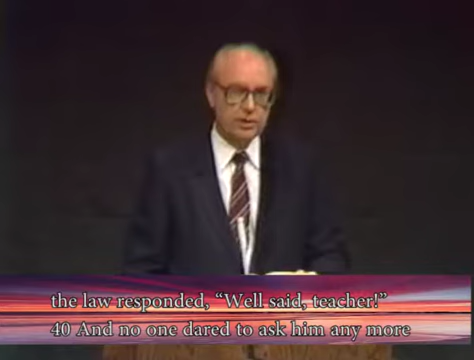 the law responded, “Well said, teacher!”
40 And no one dared to ask him any more